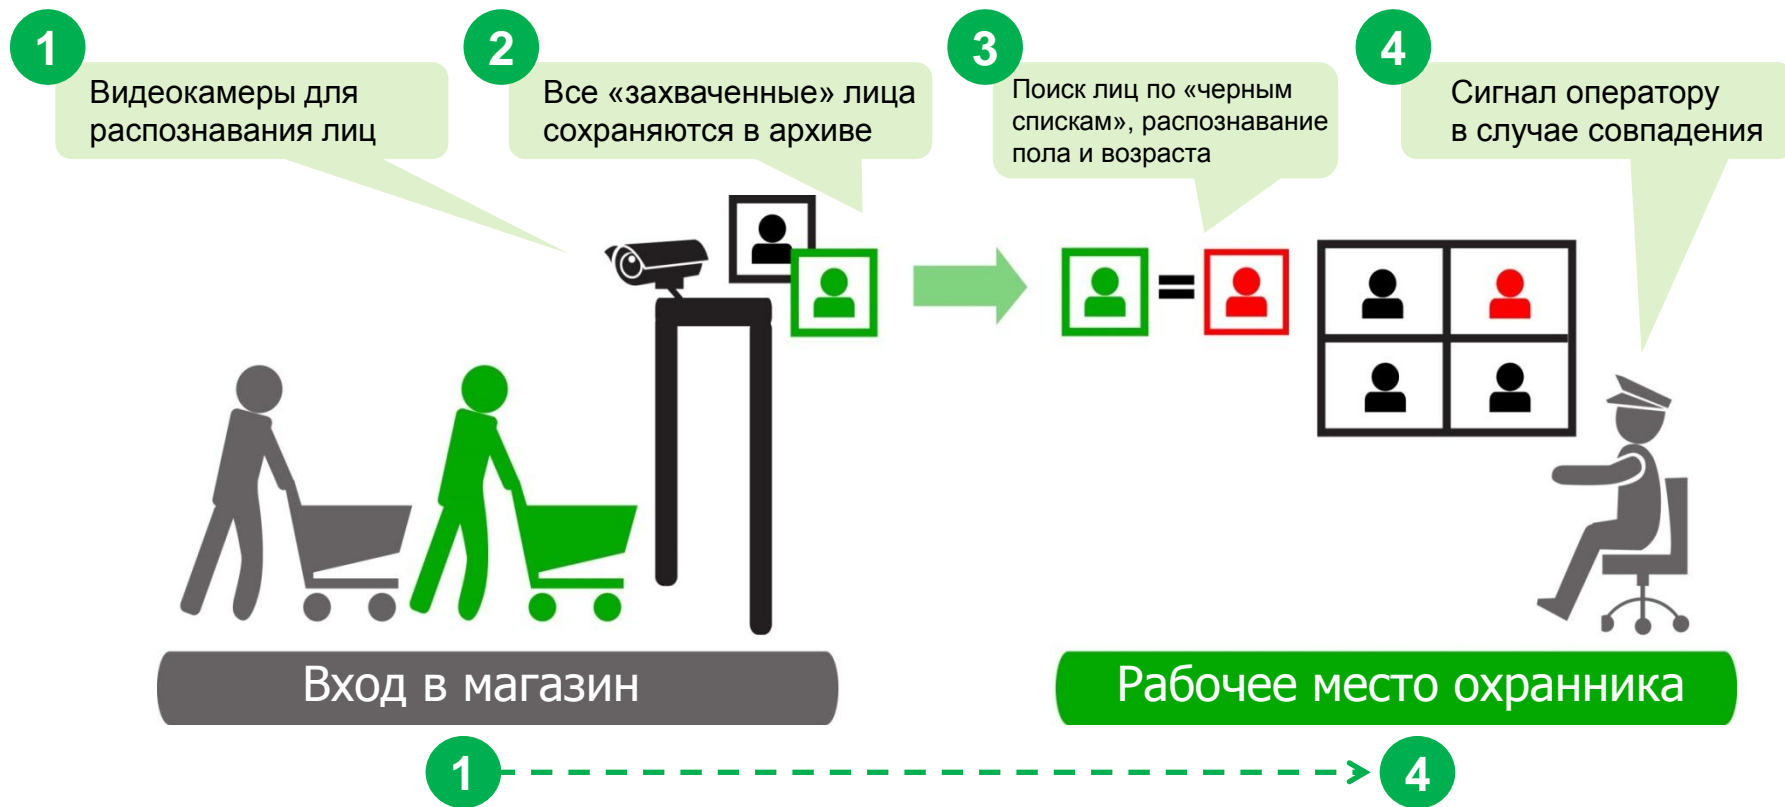 1
Видеокамеры для
распознавания лиц
2
Все «захваченные» лица
сохраняются в архиве
3
Поиск лиц по «черным
спискам», распознавание
пола и возраста
4
Сигнал оператору
в случае совпадения
=
Вход в магазин
Рабочее место охранника
1
4